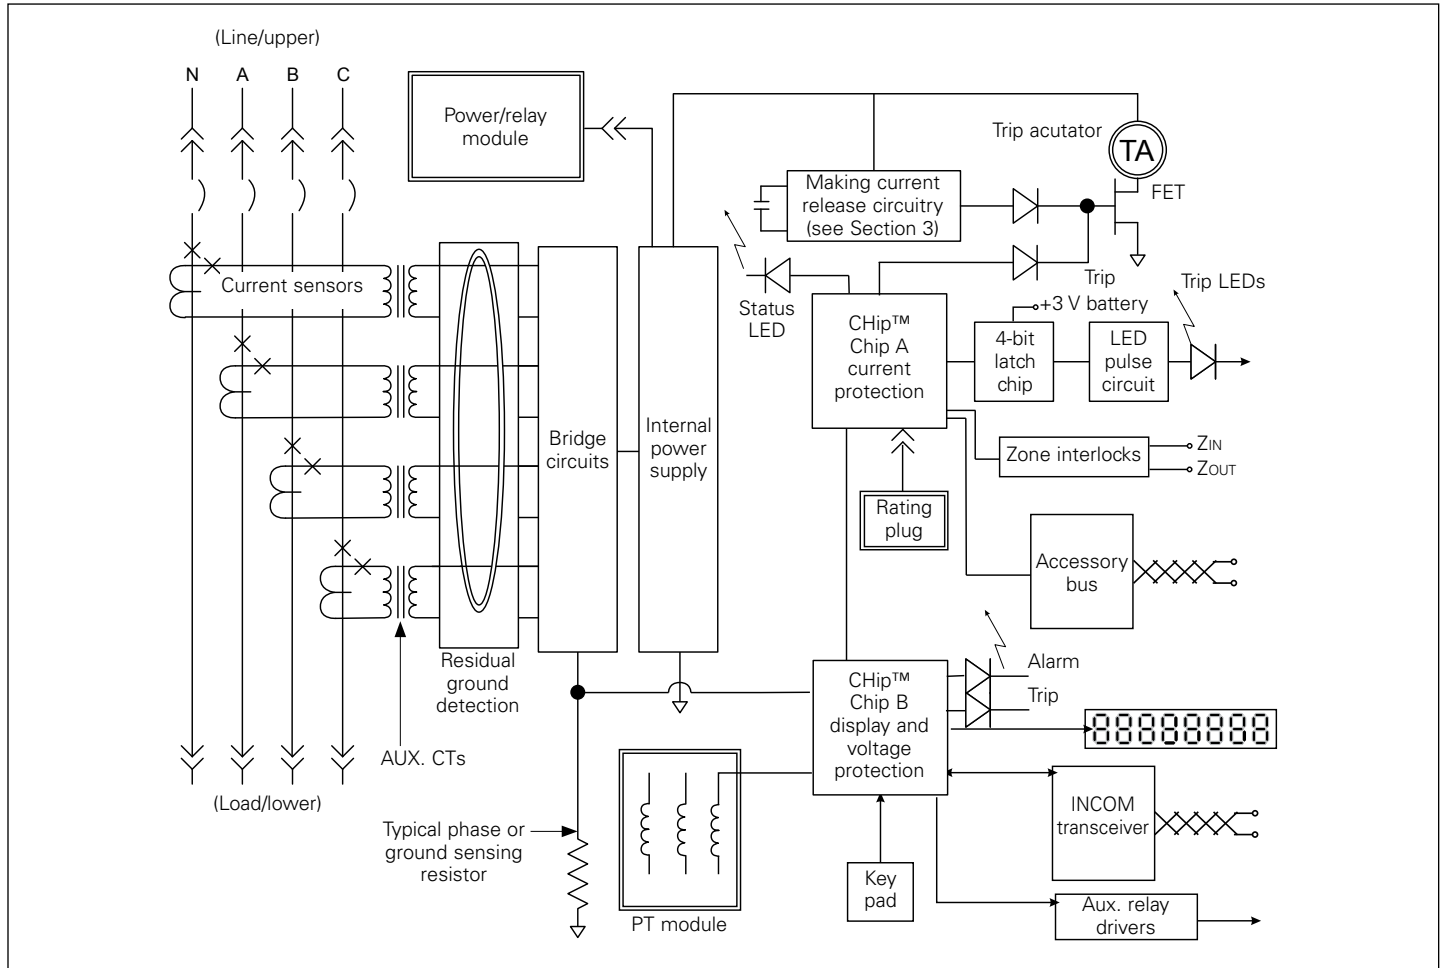 (Line/upper)
N A B C
Power/relay
module
Trip acutator
TA
FET
Making current
release circuitry
(see Section 3)
Current sensors
Status
LED
Trip
Trip LEDs
+3 V battery
CHip™
Chip A
current
protection
4-bit
latch
chip
LED
pulse
circuit
Bridge
circuits
Internal
power
supply
Zone interlocks
ZIN
ZOUT
Rating
plug
Accessory
bus
Residual
ground
detection
AUX. CTs
CHip™
Chip B
display and
voltage
protection
Alarm
Trip
88888888
(Load/lower)
Typical phase or
ground sensing
resistor
PT module
Key
pad
INCOM
transceiver
Aux. relay
drivers